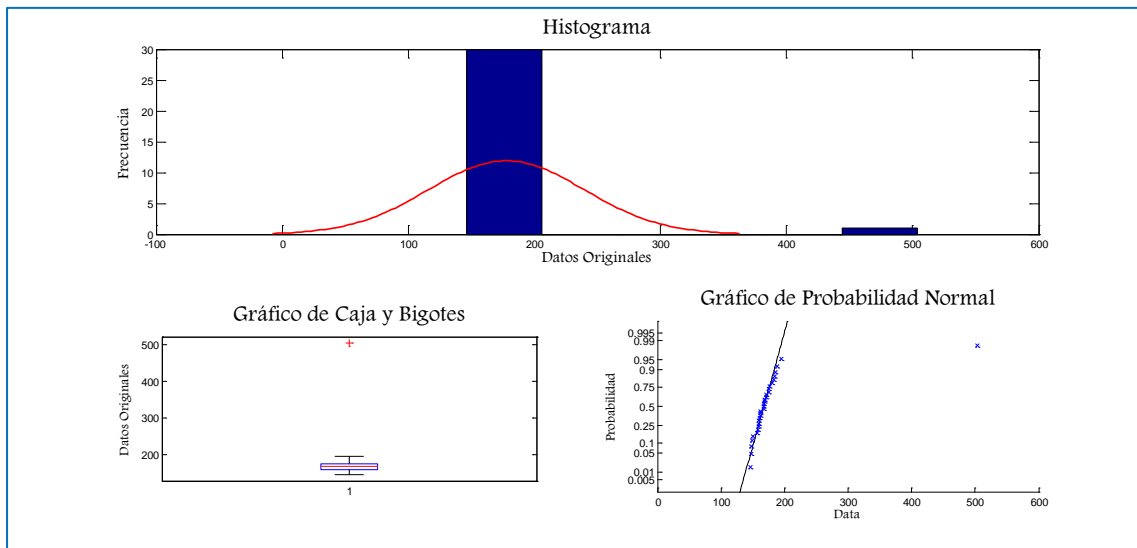 Histograma
Frecuencia
30
25
20
15
10
5
0
-100 0 100 200 300 400 500 600
Datos Originales
Gráfico de Caja y Bigotes
Datos Originales
500
400
300
200
1
Gráfico de Probabilidad Normal
Probabilidad
0.995
0.99
0.95
0.9
0.75
0.5
0.25
0.1
0.05
0.01
0.005
0 100 200 300 400 500 600
Data